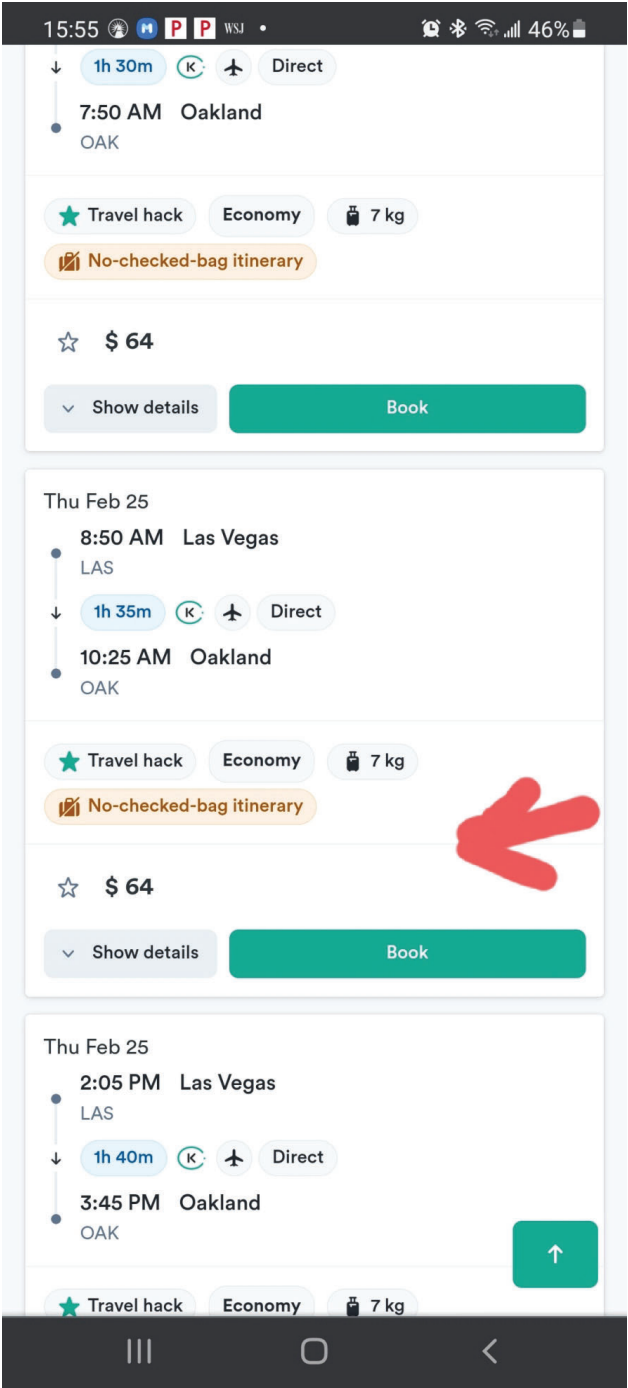 15:55 P P WSJ • 46%
1h 30m K Direct
7:50 AM Oakland
OAK
Travel hack Economy 7 kg
No-checked-bag itinerary
$ 64
Show details Book
Thu Feb 25
8:50 AM Las Vegas
LAS
1h 35m K Direct
10:25 AM Oakland
OAK
Travel hack Economy 7 kg
No-checked-bag itinerary
$ 64
Show details Book
Thu Feb 25
2:05 PM Las Vegas
LAS
1h 40m K Direct
3:45 PM Oakland
OAK
Travel hack Economy 7 kg